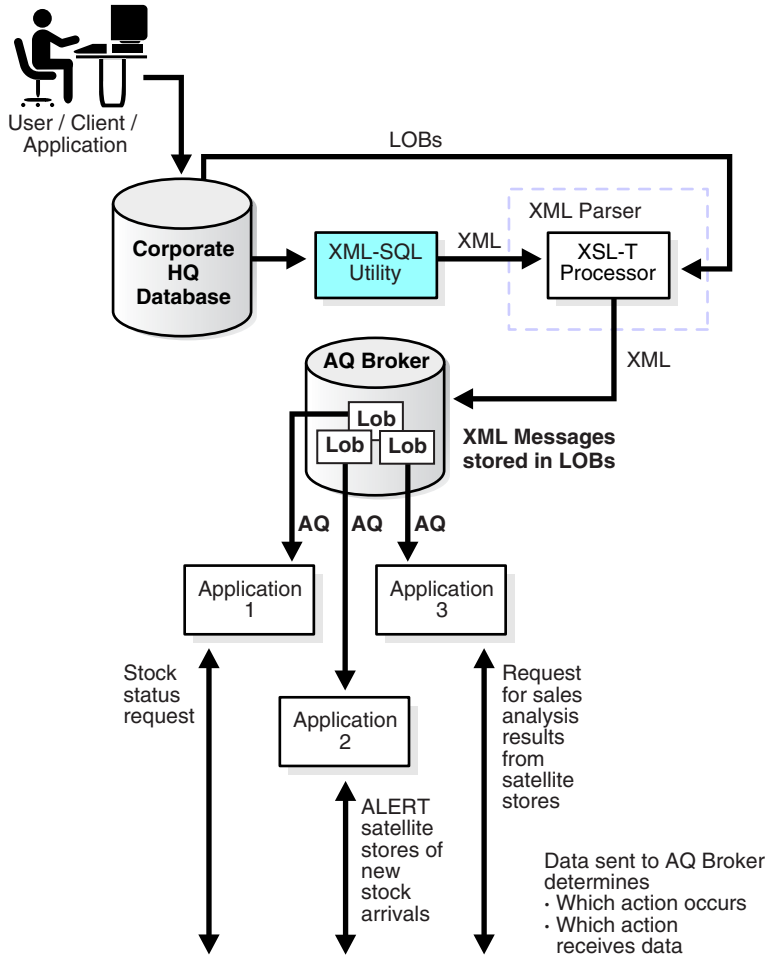 User / Client /
Application
LOBs
XML Parser
Corporate
HQ
Database
XML-SQL
Utility
XML
XSL-T
Processor
XML
AQ Broker
Lob
Lob
Lob
XML Messages
stored in LOBs
AQ
AQ
AQ
Application
1
Application
3
Stock
status
request
Request
for sales
analysis
results
from
satellite
stores
Application
2
ALERT
satellite
stores of
new
stock
arrivals
Data sent to AQ Broker
determines
· Which action occurs
· Which action
receives data